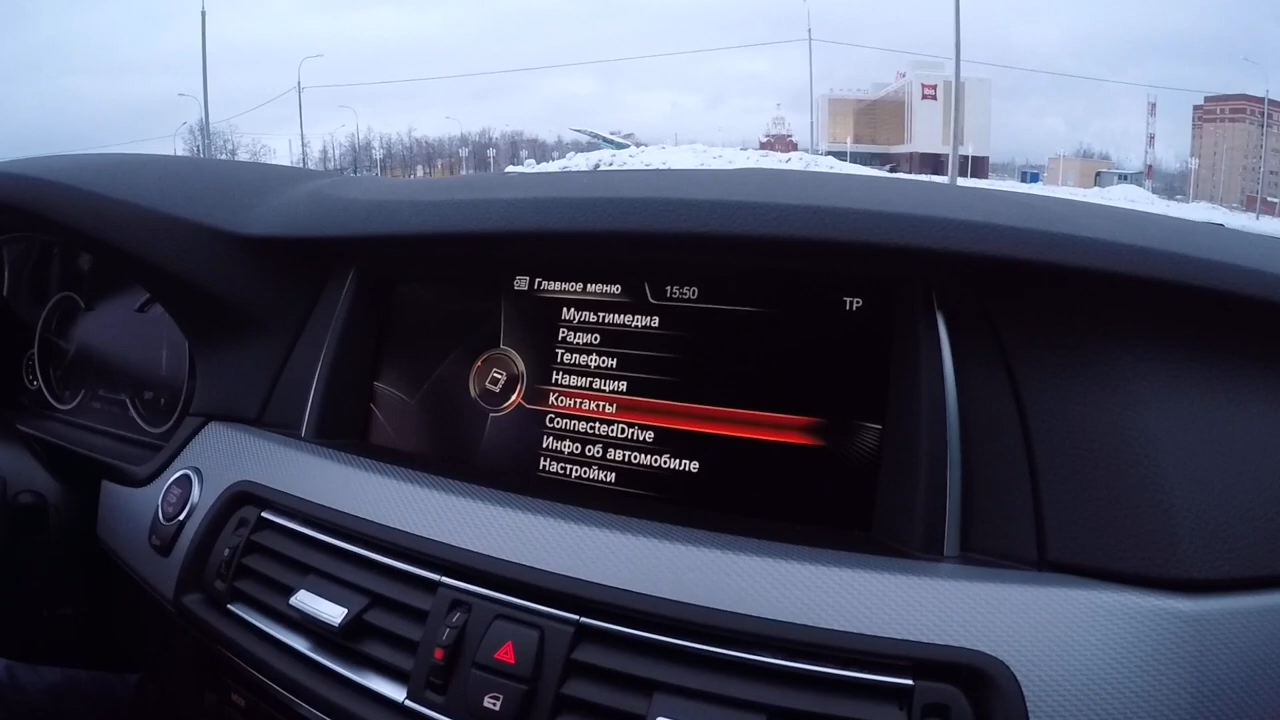 ibis
Главное меню
15:50
TP
Мультимедиа
Радио
Телефон
Навигация
Контакты
ConnectedDrive
Инфо об автомобиле
Настройки